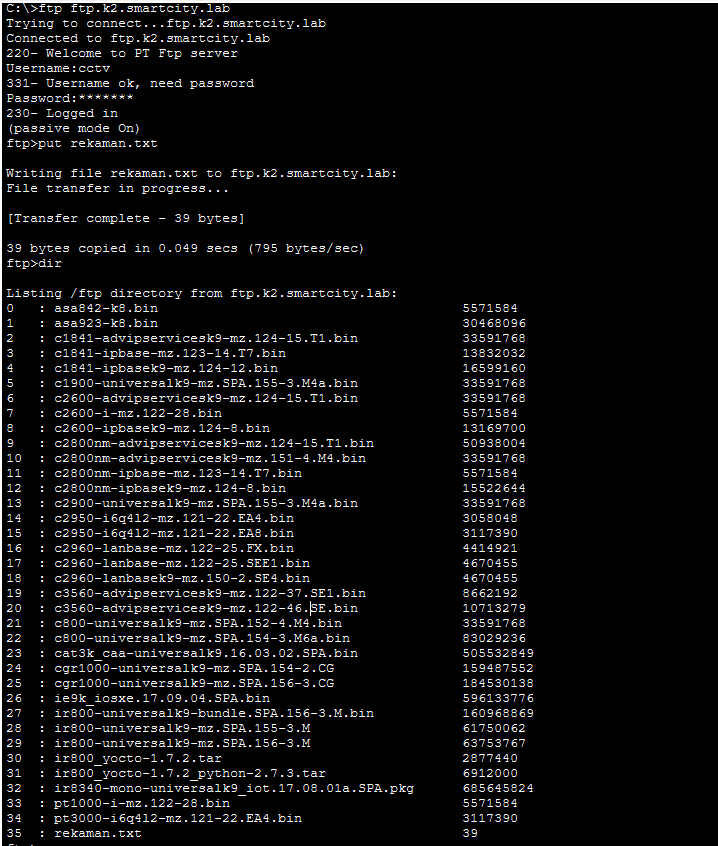 C:\>ftp ftp.k2.smartcity.lab
Trying to connect...ftp.k2.smartcity.lab
Connected to ftp.k2.smartcity.lab
220- Welcome to PT Ftp server
Username:cctv
331- Username ok, need password
Password:*******
230- Logged in
(passive mode On)
ftp>put rekaman.txt
Writing file rekaman.txt to ftp.k2.smartcity.lab:
File transfer in progress...
[Transfer complete - 39 bytes]
39 bytes copied in 0.049 secs (795 bytes/sec)
ftp>dir
Listing /ftp directory from ftp.k2.smartcity.lab:
0 : asa842-k8.bin 5571584
1 : asa923-k8.bin 30468096
2 : c1841-advipservicesk9-mz.124-15.T1.bin 33591768
3 : c1841-ipbase-mz.123-14.T7.bin 13832032
4 : c1841-ipbasek9-mz.124-12.bin 16599160
5 : c1900-universalk9-mz.SPA.155-3.M4a.bin 33591768
6 : c2600-advipservicesk9-mz.124-15.T1.bin 33591768
7 : c2600-i-mz.122-28.bin 5571584
8 : c2600-ipbasek9-mz.124-8.bin 13169700
9 : c2800nm-advipservicesk9-mz.124-15.T1.bin 50938004
10 : c2800nm-advipservicesk9-mz.151-4.M4.bin 33591768
11 : c2800nm-ipbase-mz.123-14.T7.bin 5571584
12 : c2800nm-ipbasek9-mz.124-8.bin 15522644
13 : c2900-universalk9-mz.SPA.155-3.M4a.bin 33591768
14 : c2950-i6q4l2-mz.121-22.EA4.bin 3058048
15 : c2950-i6q4l2-mz.121-22.EA8.bin 3117390
16 : c2960-lanbase-mz.122-25.FX.bin 4414921
17 : c2960-lanbase-mz.122-25.SEE1.bin 4670455
18 : c2960-lanbasek9-mz.150-2.SE4.bin 4670455
19 : c3560-advipservicesk9-mz.122-37.SE1.bin 8662192
20 : c3560-advipservicesk9-mz.122-46.SE.bin 10713279
21 : c800-universalk9-mz.SPA.152-4.M4.bin 33591768
22 : c800-universalk9-mz.SPA.154-3.M6a.bin 83029236
23 : cat3k_caa-universalk9.16.03.02.SPA.bin 505532849
24 : cgr1000-universalk9-mz.SPA.154-2.CG 159487552
25 : cgr1000-universalk9-mz.SPA.156-3.CG 184530138
26 : ie9k_iosxe.17.09.04.SPA.bin 596133776
27 : ir800-universalk9-bundle.SPA.156-3.M.bin 160968869
28 : ir800-universalk9-mz.SPA.155-3.M 61750062
29 : ir800-universalk9-mz.SPA.156-3.M 63753767
30 : ir800_yocto-1.7.2.tar 2877440
31 : ir800_yocto-1.7.2_python-2.7.3.tar 6912000
32 : ir8340-mono-universalk9_iot.17.08.01a.SPA.pkg 685645824
33 : pt1000-i-mz.122-28.bin 5571584
34 : pt3000-i6q4l2-mz.121-22.EA4.bin 3117390
35 : rekaman.txt 39